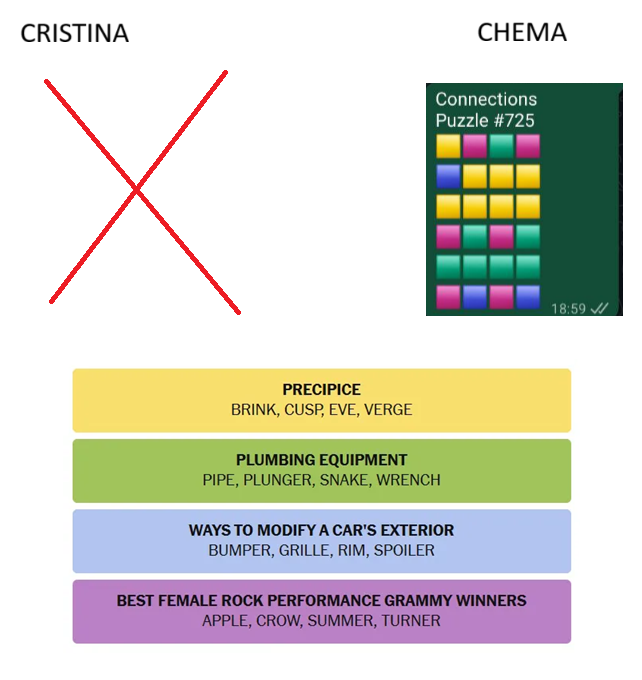 CRISTINA
CHEMA
Connections
Puzzle #725
18:59
PRECIPICE
BRINK, CUSP, EVE, VERGE
PLUMBING EQUIPMENT
PIPE, PLUNGER, SNAKE, WRENCH
WAYS TO MODIFY A CAR'S EXTERIOR
BUMPER, GRILLE, RIM, SPOILER
BEST FEMALE ROCK PERFORMANCE GRAMMY WINNERS
APPLE, CROW, SUMMER, TURNER